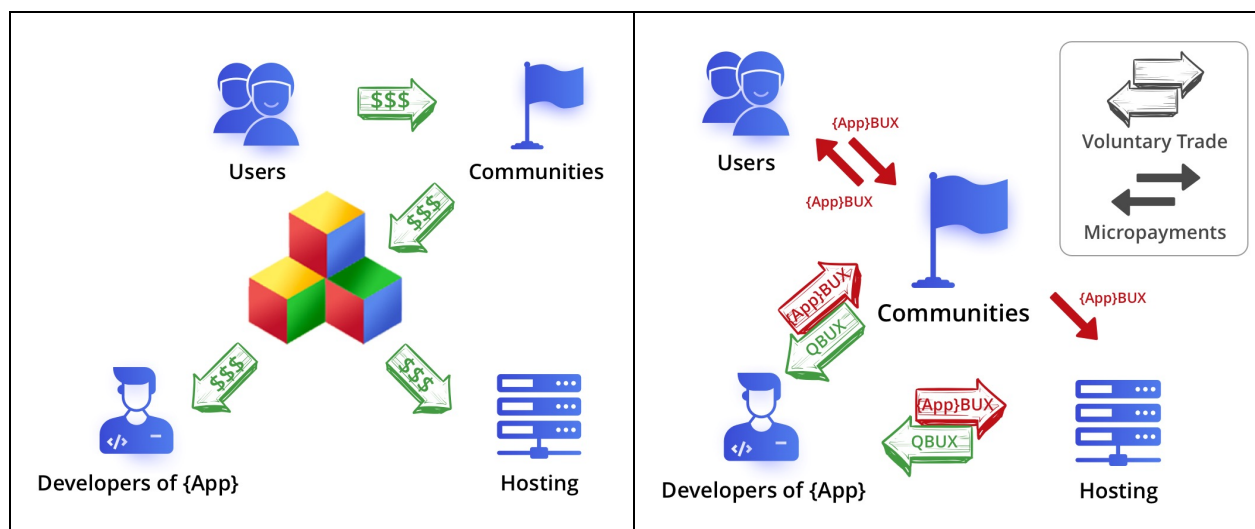 $$$
Users
Communities
$$$
$$$
$$$
Developers of {App}
Hosting
Users
{App}BUX
{App}BUX
Voluntary Trade
Micropayments
{App}BUX
QBUX
Communities
{App}BUX
{App}BUX
QBUX
Developers of {App}
Hosting